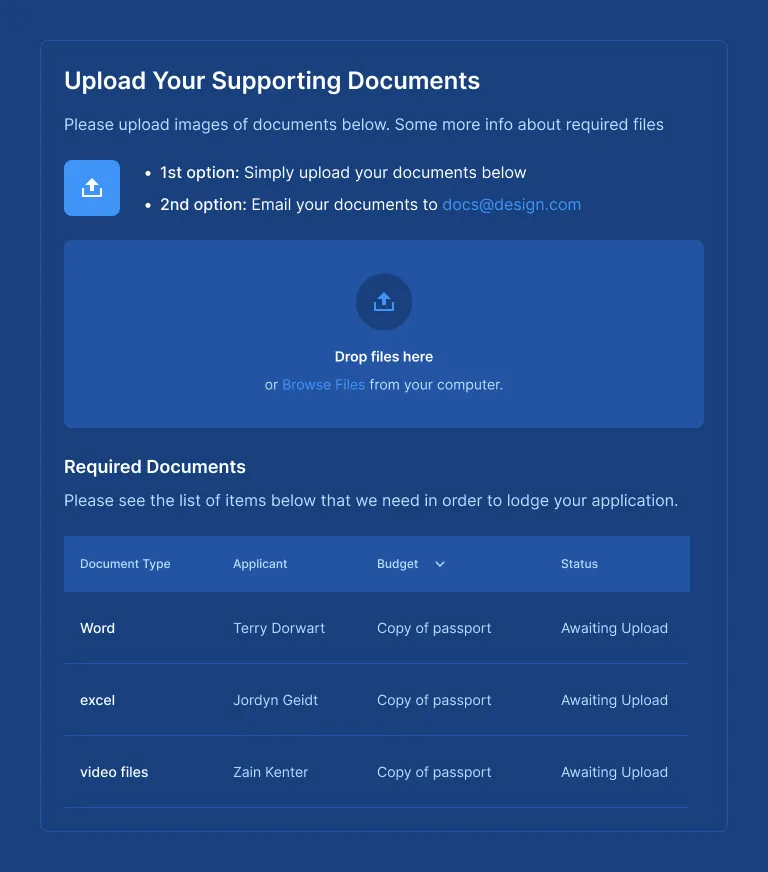 Upload Your Supporting Documents
Please upload images of documents below. Some more info about required files
• 1st option: Simply upload your documents below
• 2nd option: Email your documents to docs@design.com
Drop files here
or Browse Files from your computer.
Required Documents
Please see the list of items below that we need in order to lodge your application.
Document Type Applicant Budget Status
Word Terry Dorwart Copy of passport Awaiting Upload
excel Jordyn Geidt Copy of passport Awaiting Upload
video files Zain Kenter Copy of passport Awaiting Upload